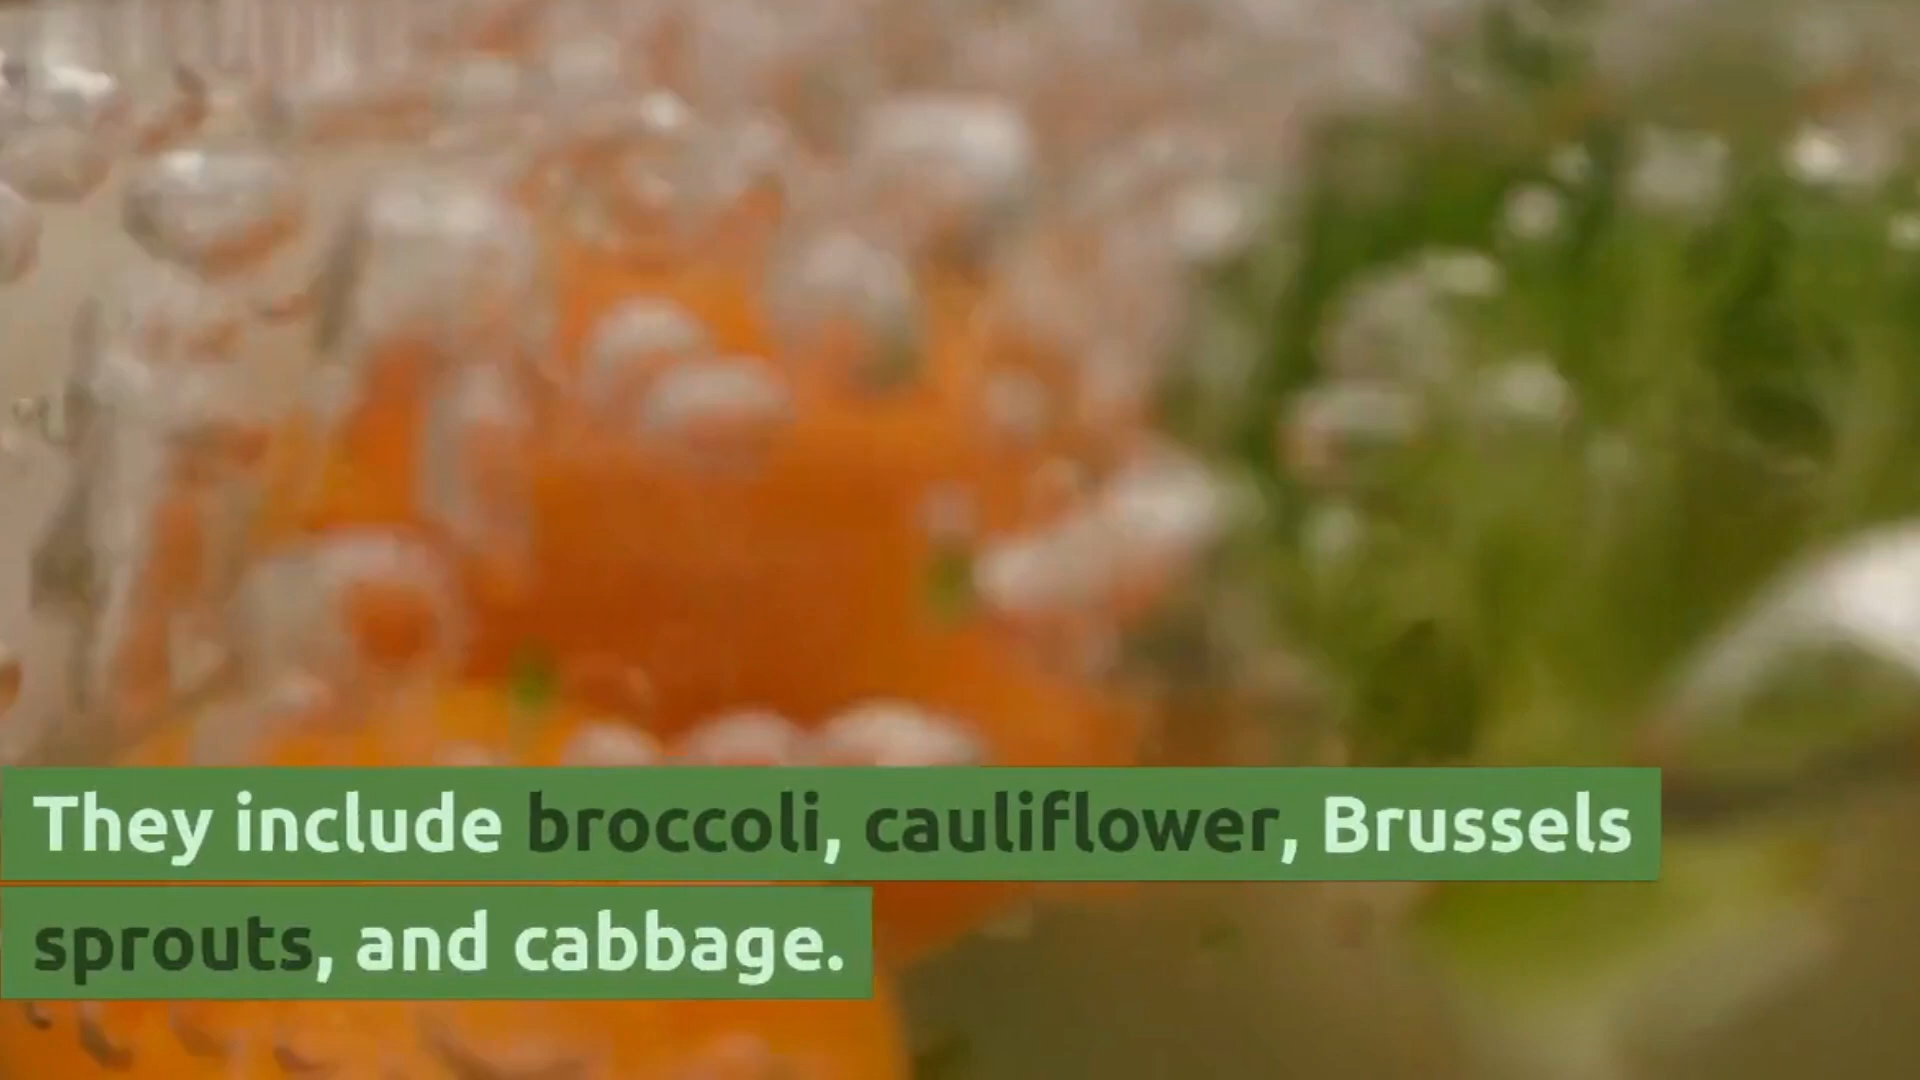 They include broccoli, cauliflower, Brussels
sprouts, and cabbage.